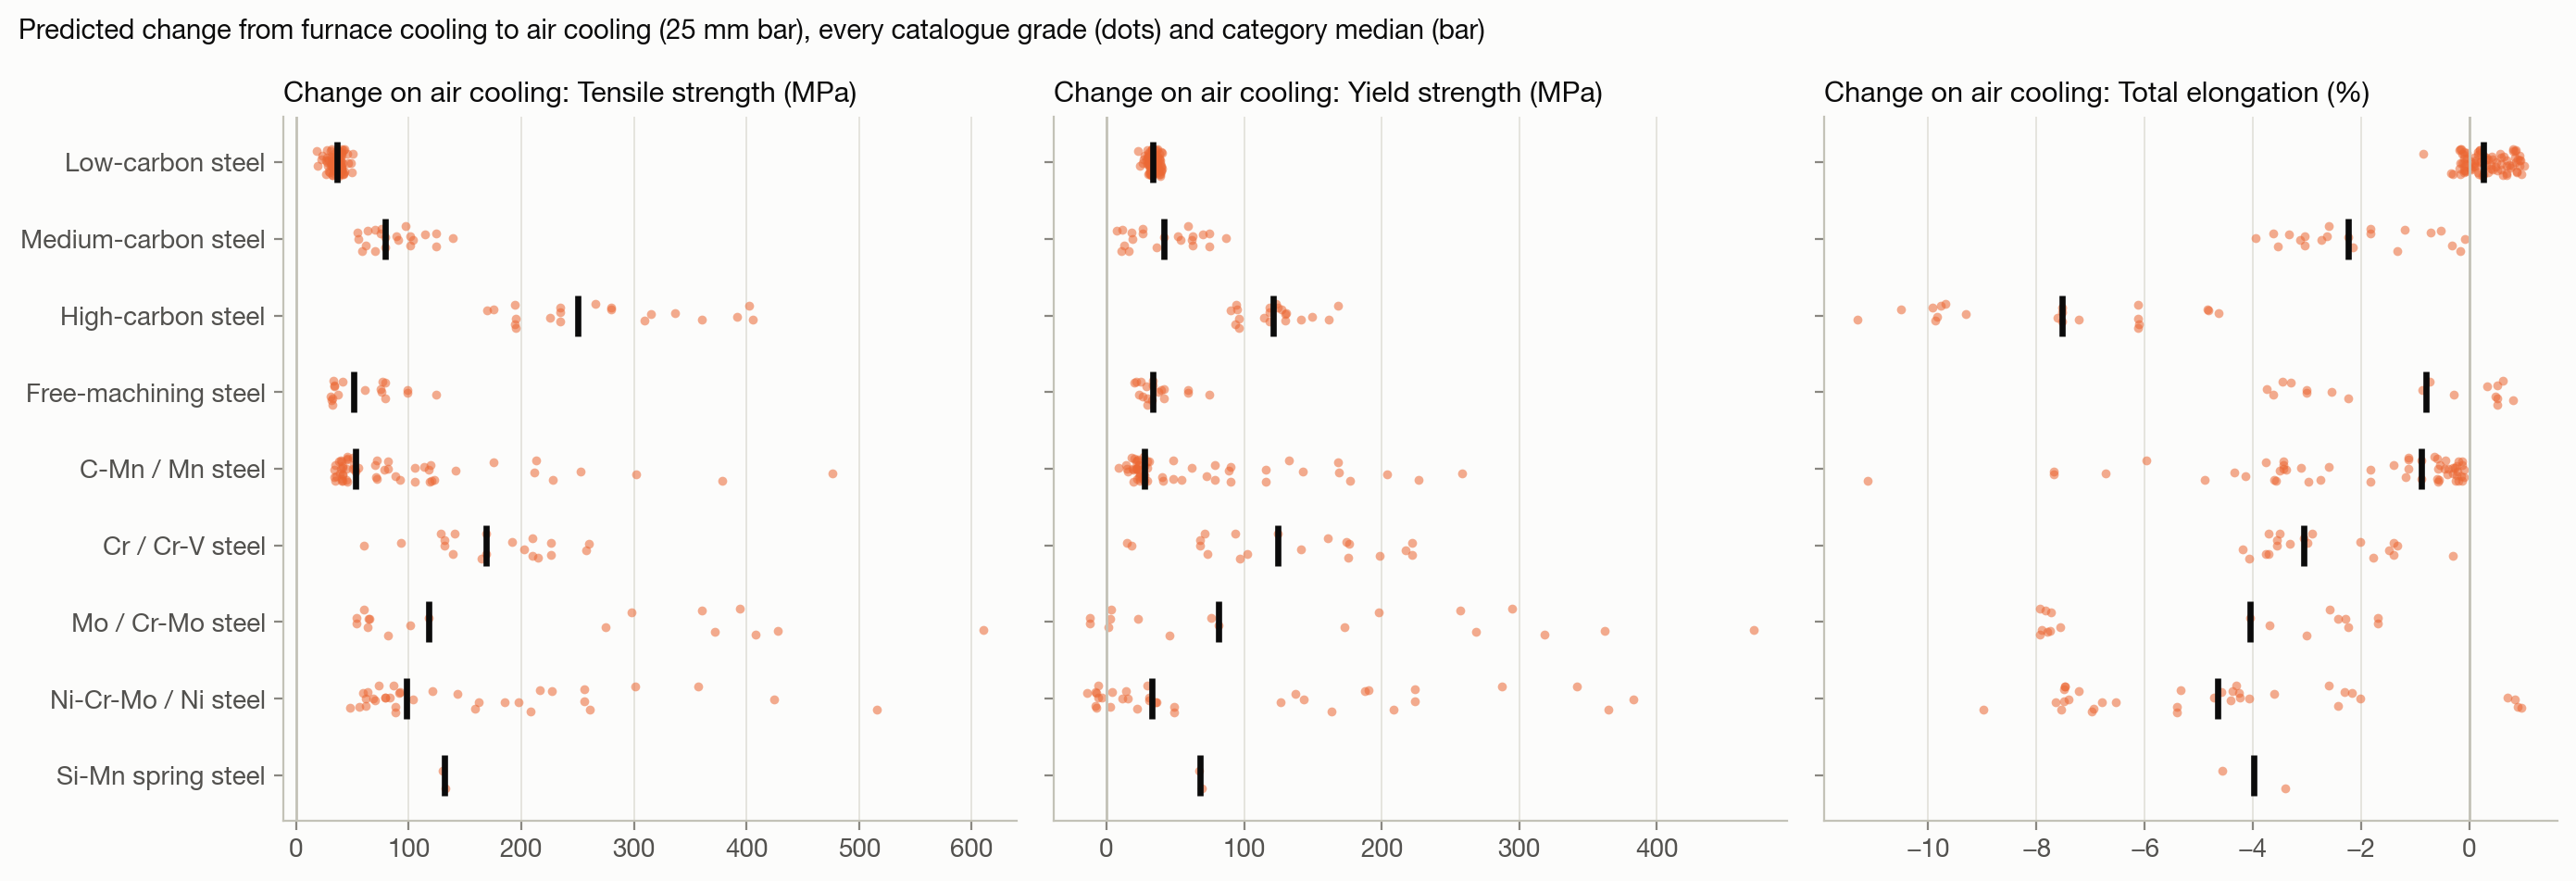 Predicted change from furnace cooling to air cooling (25 mm bar), every catalogue grade (dots) and category median (bar)
Change on air cooling: Tensile strength (MPa)
Change on air cooling: Yield strength (MPa)
Change on air cooling: Total elongation (%)
Low-carbon steel
Medium-carbon steel
High-carbon steel
Free-machining steel
C-Mn / Mn steel
Cr / Cr-V steel
Mo / Cr-Mo steel
Ni-Cr-Mo / Ni steel
Si-Mn spring steel
0 100 200 300 400 500 600
0 100 200 300 400
−10 −8 −6 −4 −2 0